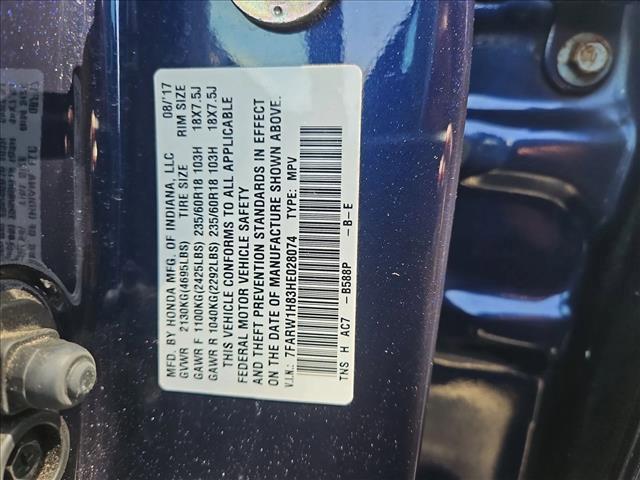 MFD. BY HONDA MFG. OF INDIANA, LLC 08/'17
GVWR 2130KG(4695LBS) TIRE SIZE RIM SIZE
GAWR F 1100KG(2425LBS) 235/60R18 103H 18X7.5J
GAWR R 1040KG(2292LBS) 235/60R18 103H 18X7.5J
THIS VEHICLE CONFORMS TO ALL APPLICABLE
FEDERAL MOTOR VEHICLE SAFETY
AND THEFT PREVENTION STANDARDS IN EFFECT
ON THE DATE OF MANUFACTURE SHOWN ABOVE.
V.I.N.: 7FARW1H83HE028074 TYPE: MPV
TNS H AC7 - B588P - B - E